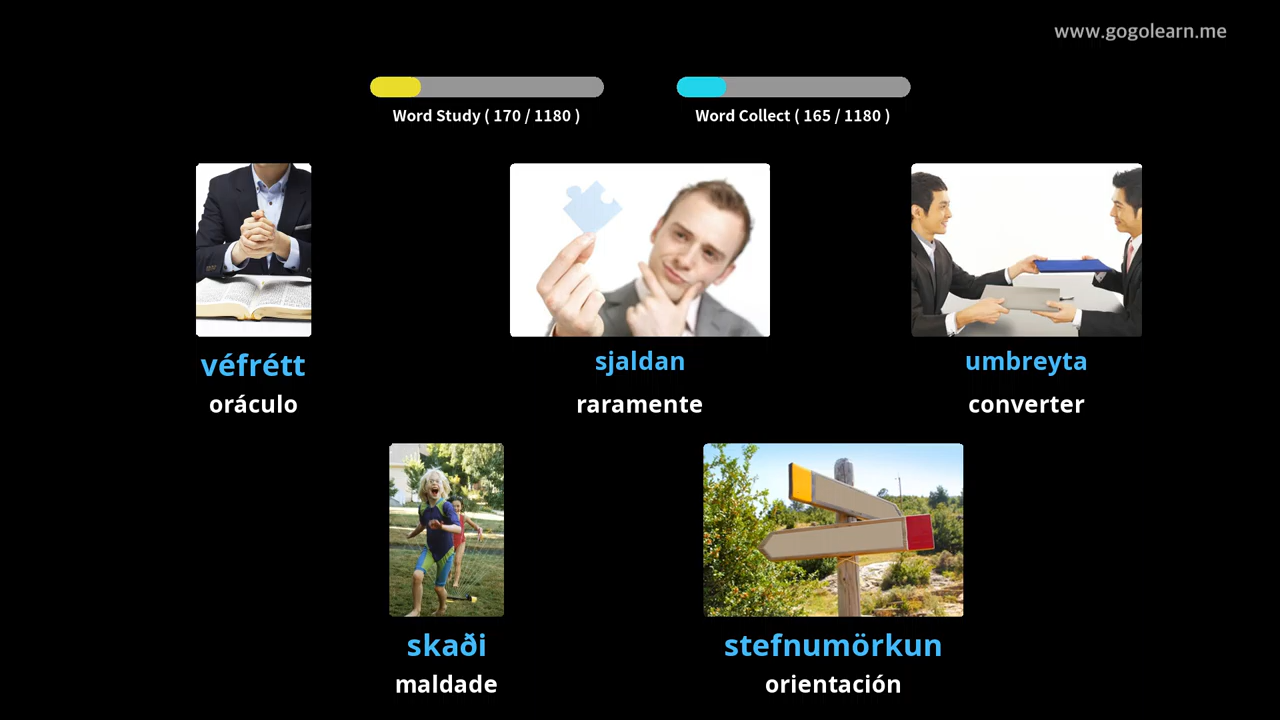 www.gogolearn.me
Word Study ( 170 / 1180 )
Word Collect ( 165 / 1180 )
véfrétt
oráculo
sjaldan
raramente
umbreyta
converter
skaði
maldade
stefnumörkun
orientación